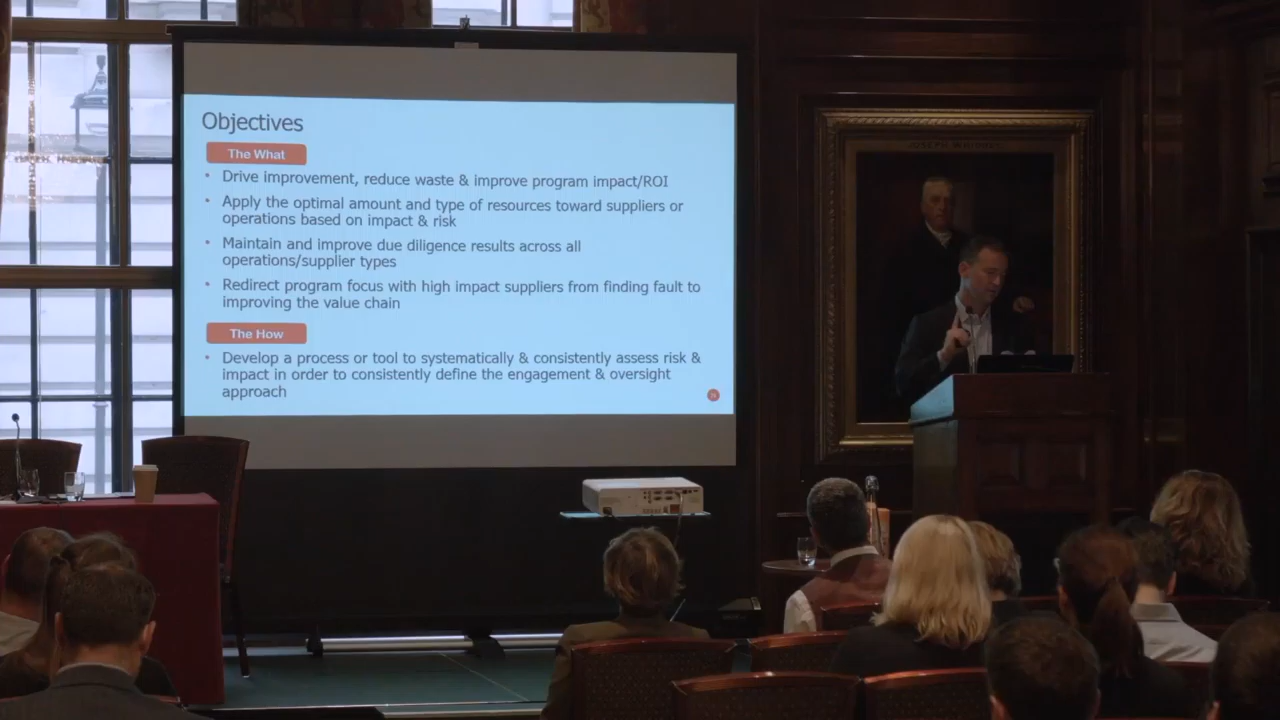 Objectives
The What
• Drive improvement, reduce waste & improve program impact/ROI
• Apply the optimal amount and type of resources toward suppliers or
operations based on impact & risk
• Maintain and improve due diligence results across all
operations/supplier types
• Redirect program focus with high impact suppliers from finding fault to
improving the value chain
The How
• Develop a process or tool to systematically & consistently assess risk &
impact in order to consistently define the engagement & oversight
approach